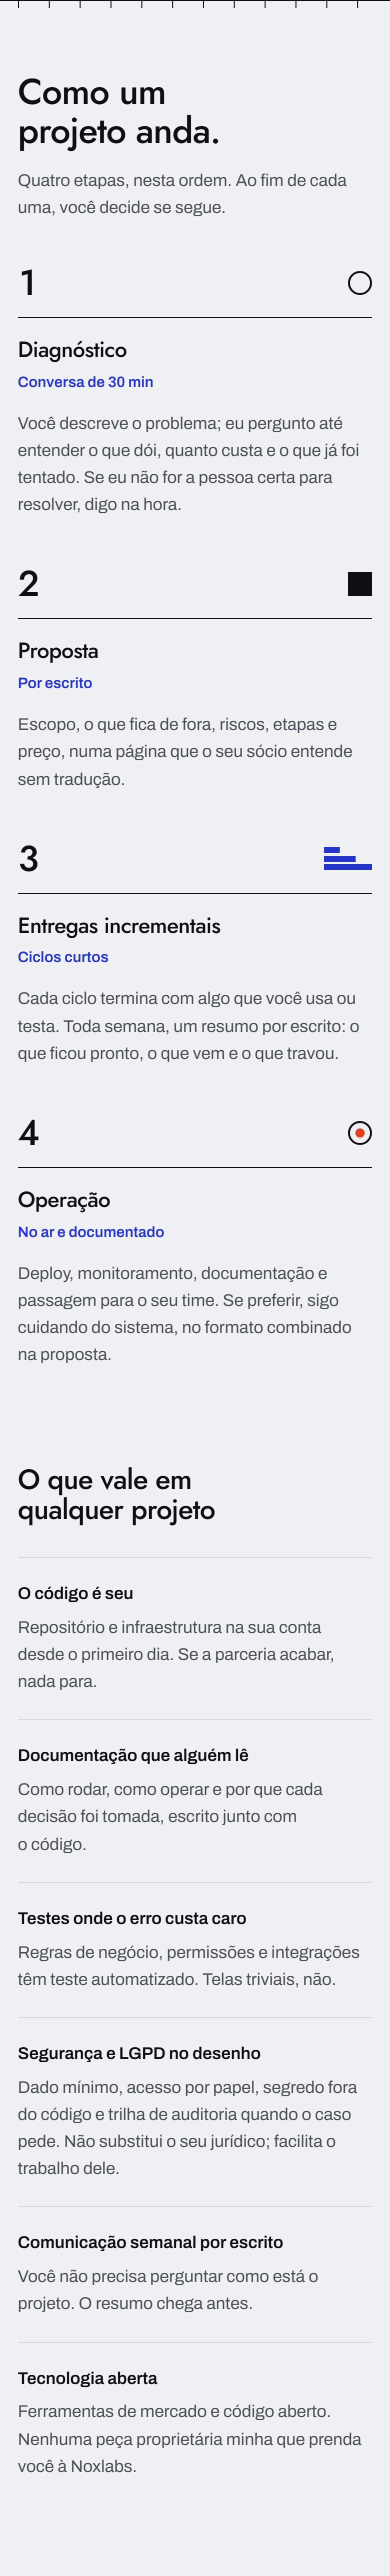 Como um
projeto anda.
Quatro etapas, nesta ordem. Ao fim de cada
uma, você decide se segue.
1
Diagnóstico
Conversa de 30 min
Você descreve o problema; eu pergunto até
entender o que dói, quanto custa e o que já foi
tentado. Se eu não for a pessoa certa para
resolver, digo na hora.
2
Proposta
Por escrito
Escopo, o que fica de fora, riscos, etapas e
preço, numa página que o seu sócio entende
sem tradução.
3
Entregas incrementais
Ciclos curtos
Cada ciclo termina com algo que você usa ou
testa. Toda semana, um resumo por escrito: o
que ficou pronto, o que vem e o que travou.
4
Operação
No ar e documentado
Deploy, monitoramento, documentação e
passagem para o seu time. Se preferir, sigo
cuidando do sistema, no formato combinado
na proposta.
O que vale em
qualquer projeto
O código é seu
Repositório e infraestrutura na sua conta
desde o primeiro dia. Se a parceria acabar,
nada para.
Documentação que alguém lê
Como rodar, como operar e por que cada
decisão foi tomada, escrito junto com
o código.
Testes onde o erro custa caro
Regras de negócio, permissões e integrações
têm teste automatizado. Telas triviais, não.
Segurança e LGPD no desenho
Dado mínimo, acesso por papel, segredo fora
do código e trilha de auditoria quando o caso
pede. Não substitui o seu jurídico; facilita o
trabalho dele.
Comunicação semanal por escrito
Você não precisa perguntar como está o
projeto. O resumo chega antes.
Tecnologia aberta
Ferramentas de mercado e código aberto.
Nenhuma peça proprietária minha que prenda
você à Noxlabs.